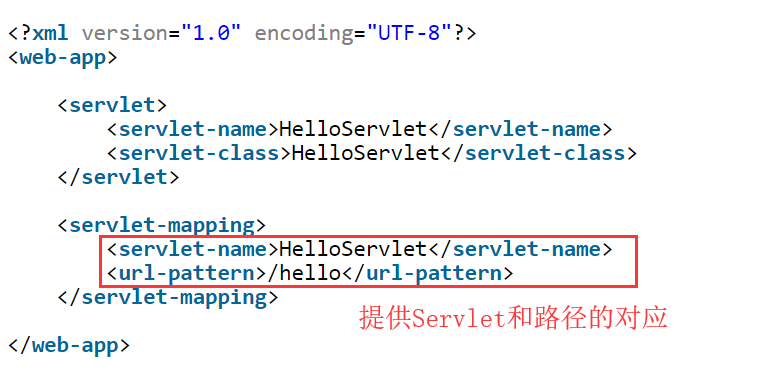 <?xml version="1.0" encoding="UTF-8"?>
<web-app>
<servlet>
<servlet-name>HelloServlet</servlet-name>
<servlet-class>HelloServlet</servlet-class>
</servlet>
<servlet-mapping>
<servlet-name>HelloServlet</servlet-name>
<url-pattern>/hello</url-pattern>
</servlet-mapping>
提供Servlet和路径的对应
</web-app>